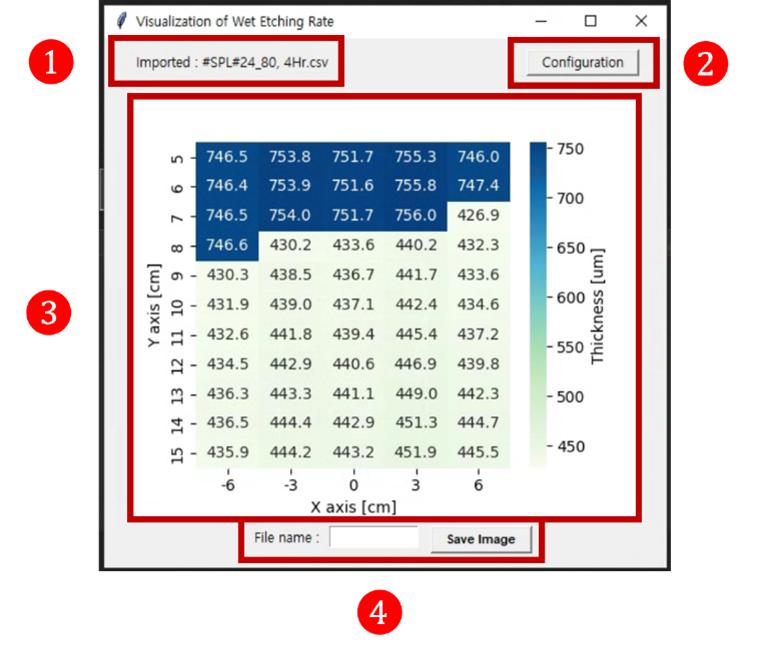 Visualization of Wet Etching Rate
1
Imported : #SPL#24_80, 4Hr.csv
Configuration
2
3
Y axis [cm]
5 746.5 753.8 751.7 755.3 746.0
6 746.4 753.9 751.6 755.8 747.4
7 746.5 754.0 751.7 756.0 426.9
8 746.6 430.2 433.6 440.2 432.3
9 430.3 438.5 436.7 441.7 433.6
10 431.9 439.0 437.1 442.4 434.6
11 432.6 441.8 439.4 445.4 437.2
12 434.5 442.9 440.6 446.9 439.8
13 436.3 443.3 441.1 449.0 442.3
14 436.5 444.4 442.9 451.3 444.7
15 435.9 444.2 443.2 451.9 445.5
-6 -3 0 3 6
X axis [cm]
750
700
650
600
550
500
450
Thickness [um]
File name :
Save Image
4